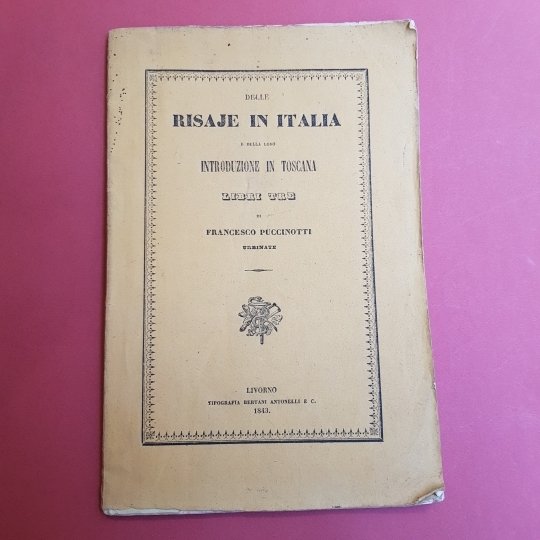 DELLE
RISAJE IN ITALIA
E DELLA LORO
INTRODUZIONE IN TOSCANA
LIBRI TRE
DI
FRANCESCO PUCCINOTTI
URBINATE
LIVORNO
TIPOGRAFIA BERTANI ANTONELLI E C.
1843.